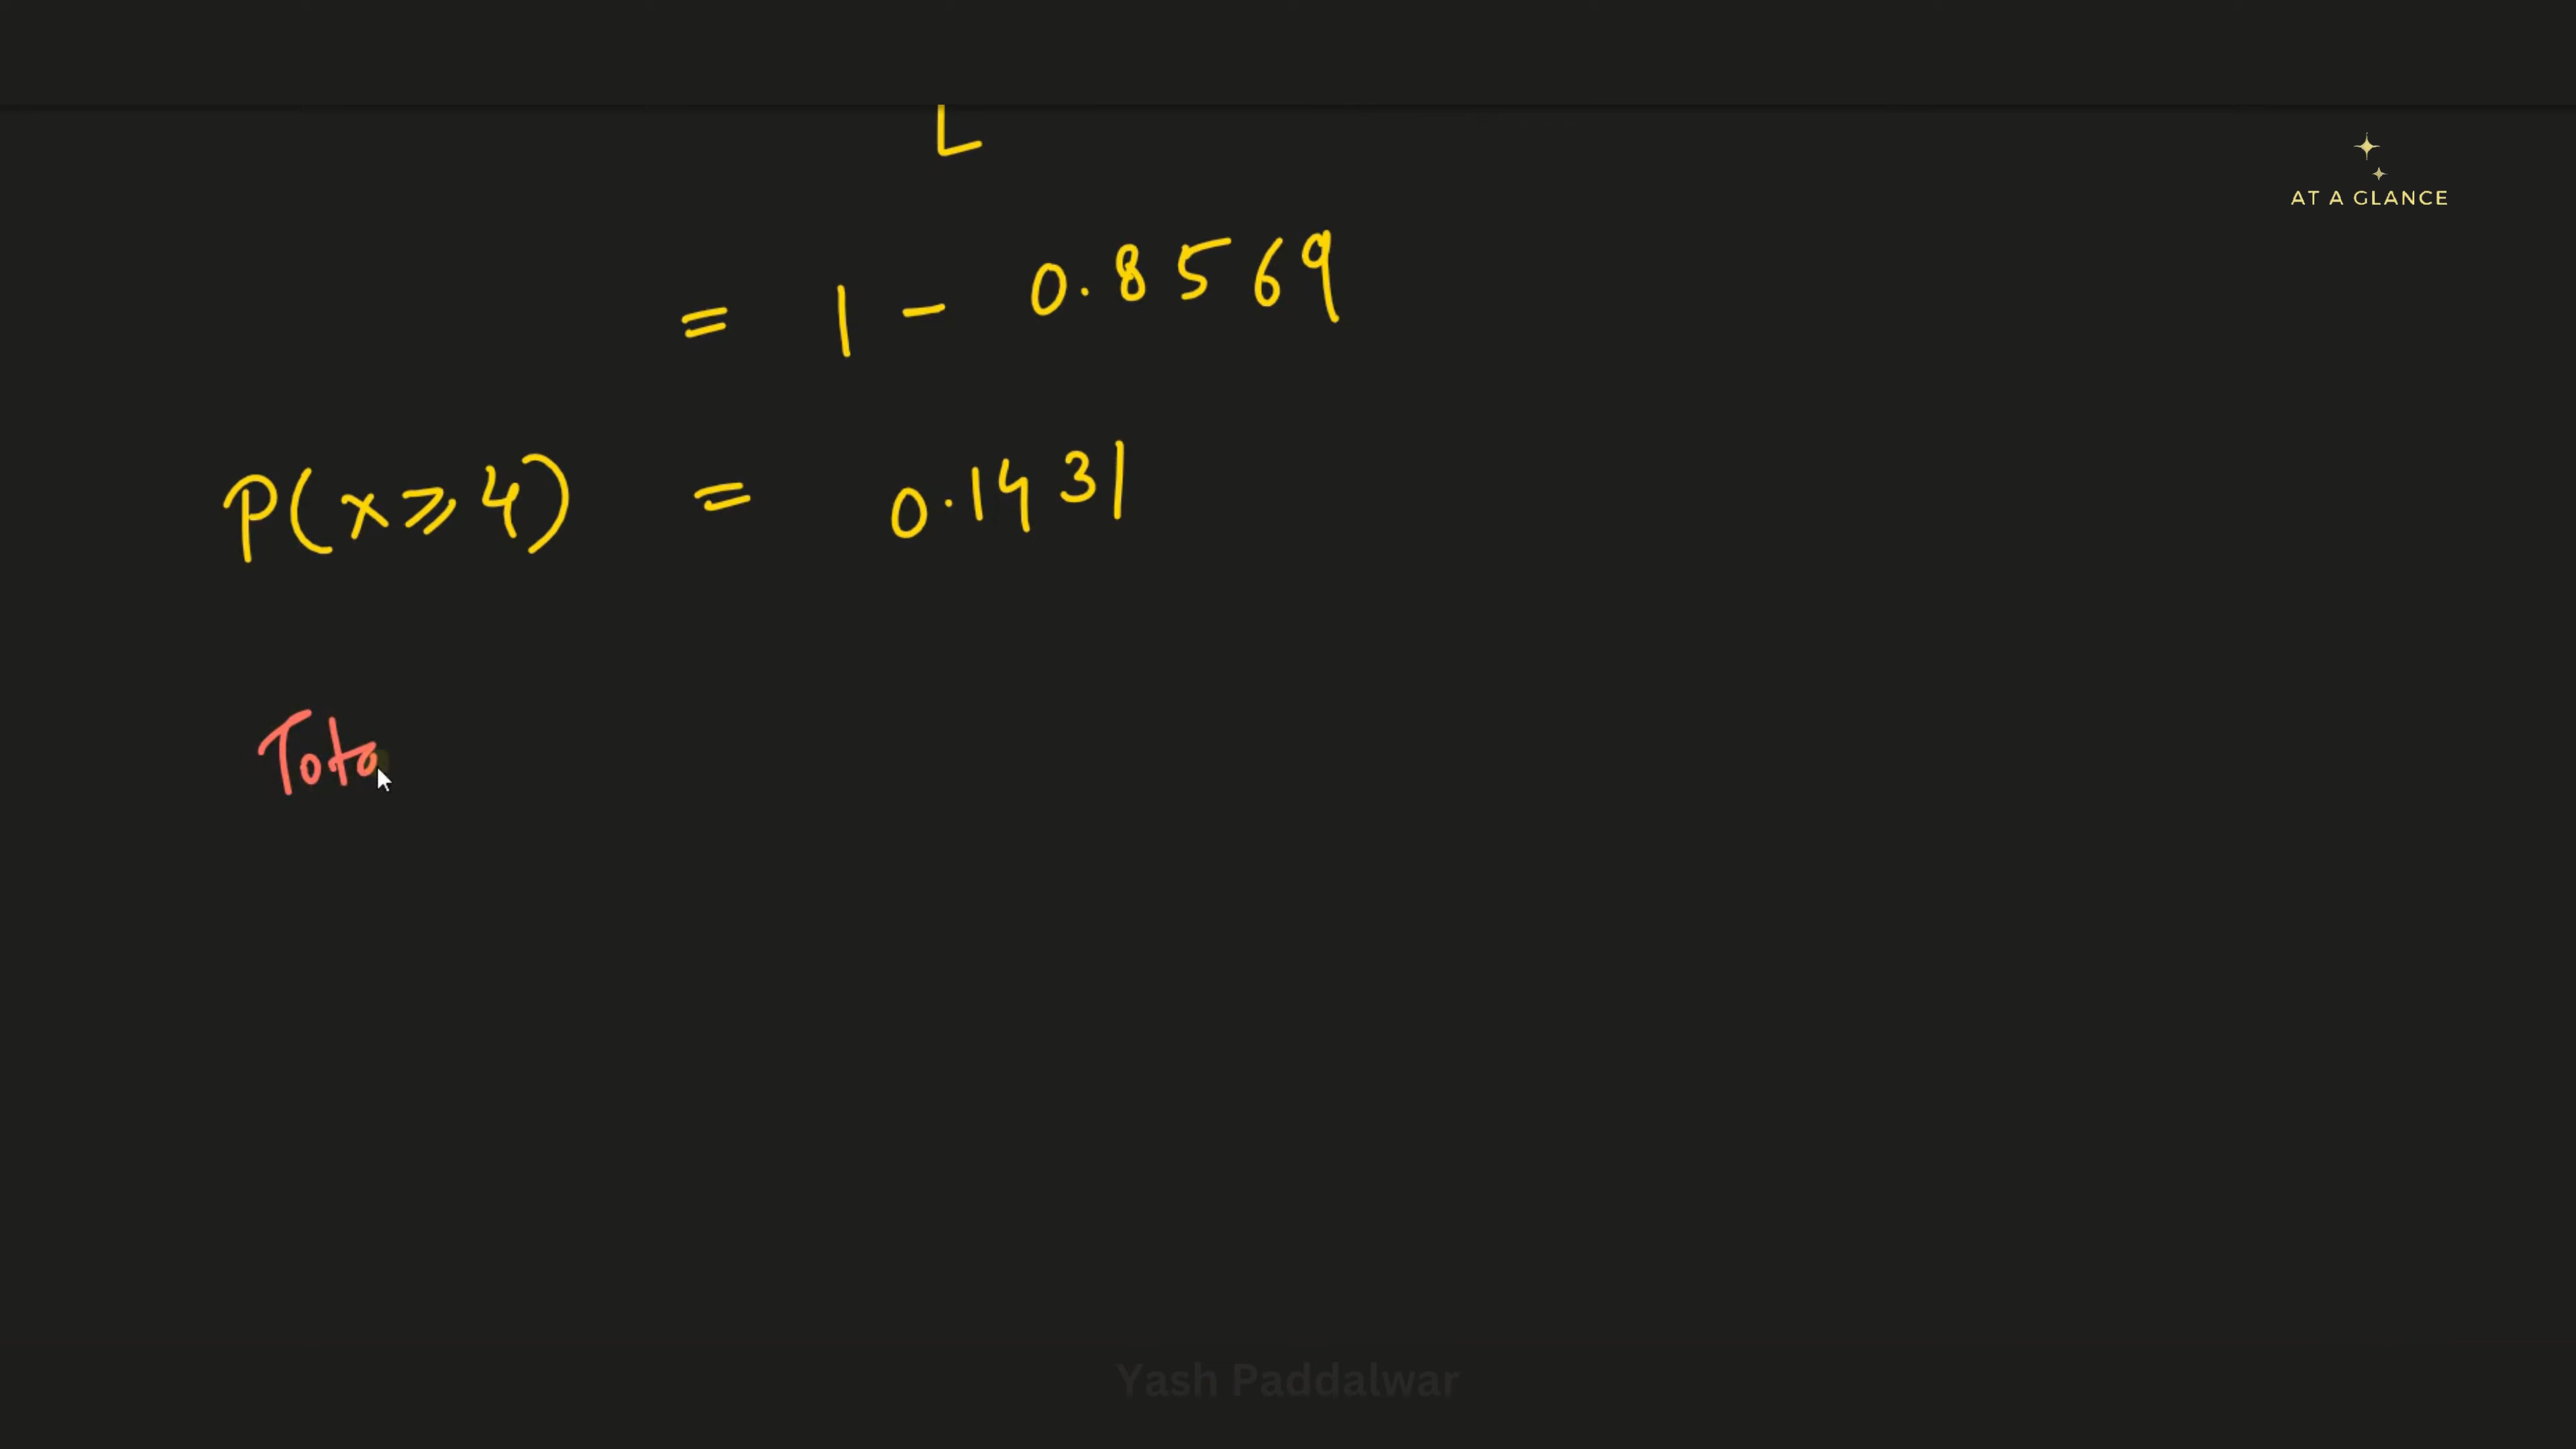 AT A GLANCE
= 1 - 0.8569
P(x⩾4) = 0.1431
Tota
Yash Paddalwar